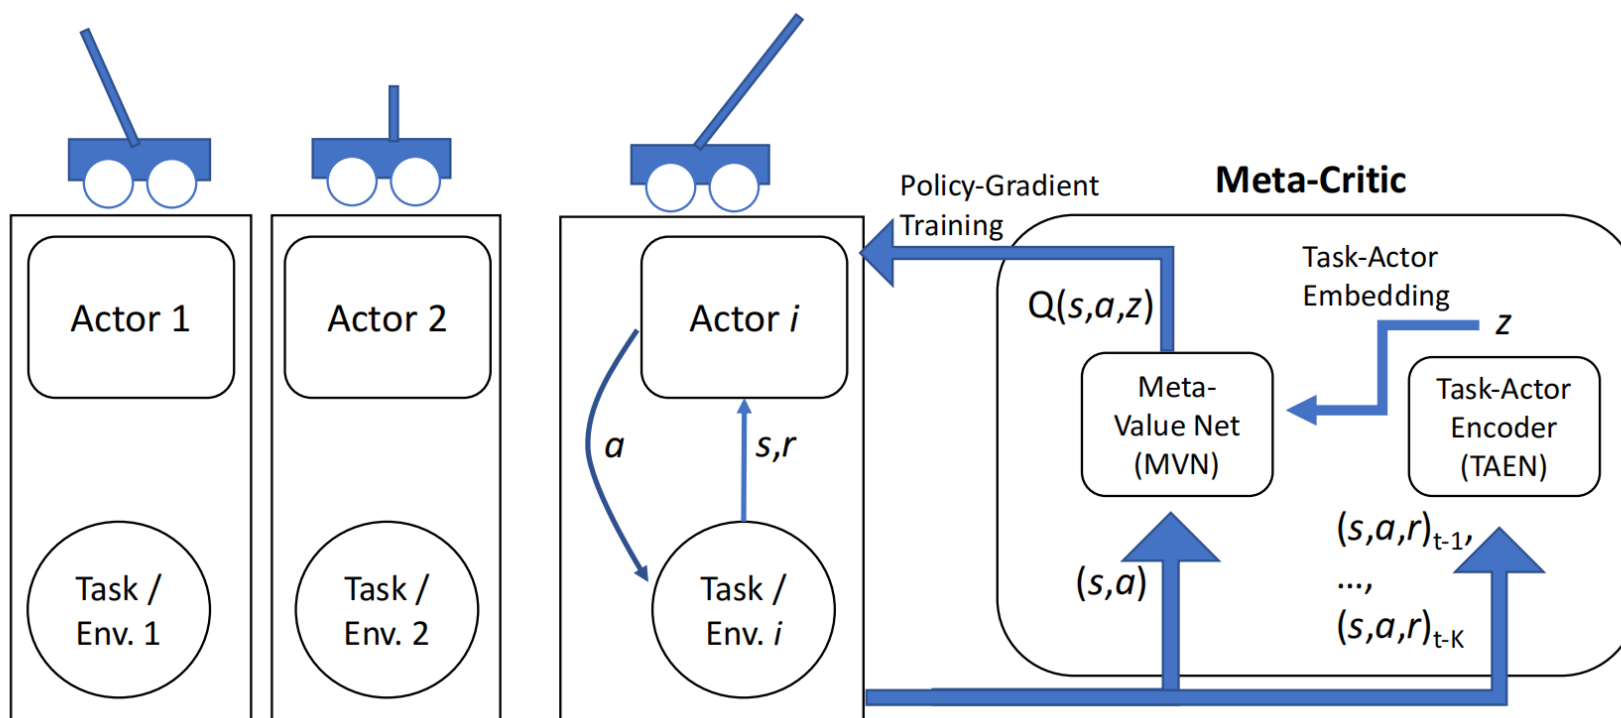 Actor 1
Task /
Env. 1
Actor 2
Task /
Env. 2
Actor i
a
s,r
Task /
Env. i
Policy-Gradient
Training
Meta-Critic
Q(s,a,z)
Task-Actor
Embedding
z
Meta-
Value Net
(MVN)
Task-Actor
Encoder
(TAEN)
(s,a)
(s,a,r)t-1,
...,
(s,a,r)t-K